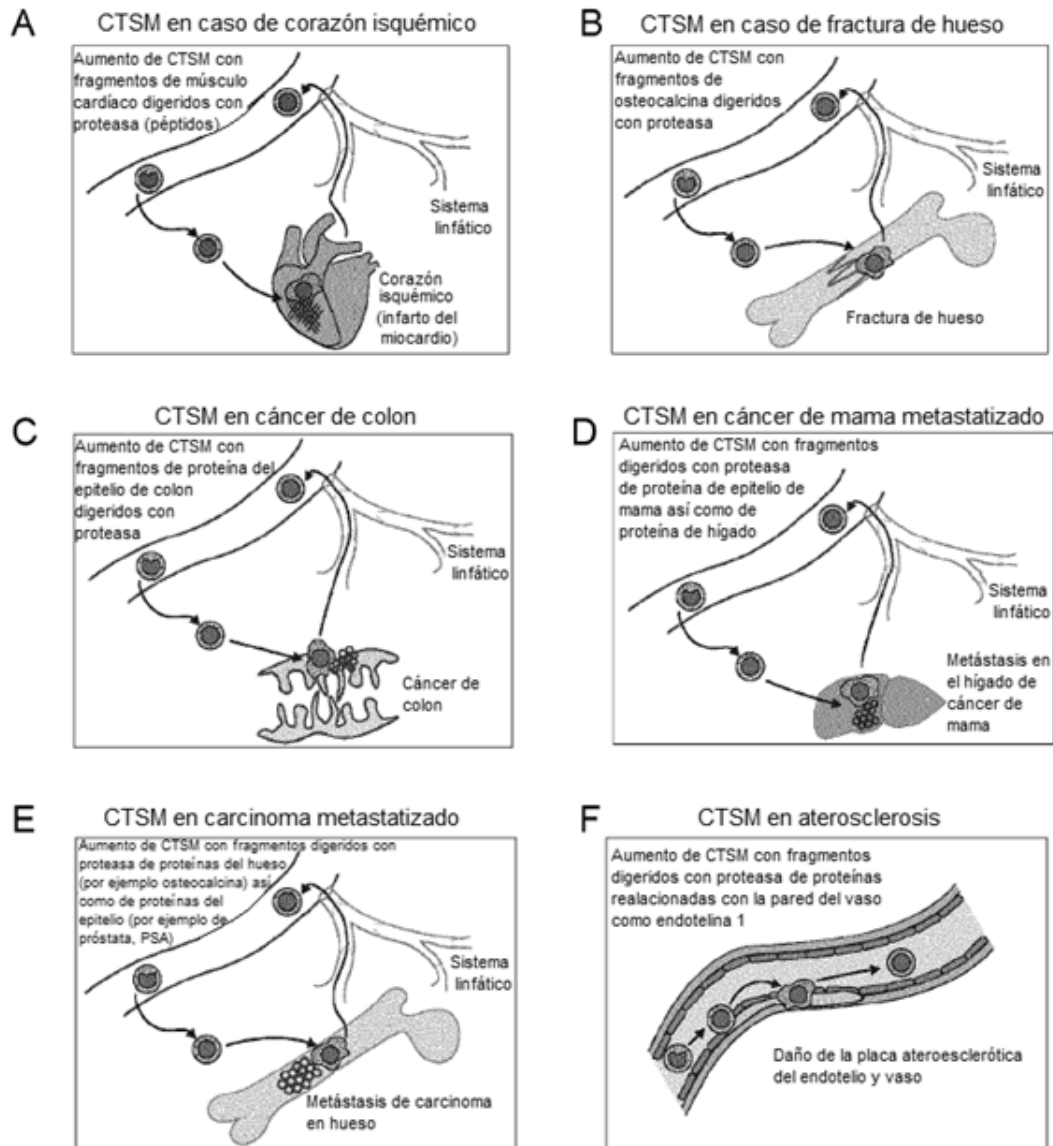 A
CTSM en caso de corazón isquémico
Aumento de CTSM con
fragmentos de músculo
cardíaco digeridos con
proteasa (péptidos)
Sistema
linfático
Corazón
isquémico
(infarto del
miocardio)
B
CTSM en caso de fractura de hueso
Aumento de CTSM con
fragmentos de
osteocalcina digeridos
con proteasa
Sistema
linfático
Fractura de hueso
C
CTSM en cáncer de colon
Aumento de CTSM con
fragmentos de proteína del
epitelio de colon
digeridos con
proteasa
Sistema
linfático
Cáncer de
colon
D
CTSM en cáncer de mama metastatizado
Aumento de CTSM con fragmentos
digeridos con proteasa
de proteína de epitelio de
mama así como de
proteína de hígado
Sistema
linfático
Metástasis en
el hígado de
cáncer de
mama
E
CTSM en carcinoma metastatizado
Aumento de CTSM con fragmentos digeridos con
proteasa de proteínas del hueso
(por ejemplo osteocalcina) así
como de proteínas del
epitelio (por ejemplo de
próstata, PSA)
Sistema
linfático
Metástasis de carcinoma
en hueso
F
CTSM en aterosclerosis
Aumento de CTSM con fragmentos
digeridos con proteasa de proteínas
realacionadas con la pared del vaso
como endotelina 1
Daño de la placa ateroesclerótica
del endotelio y vaso